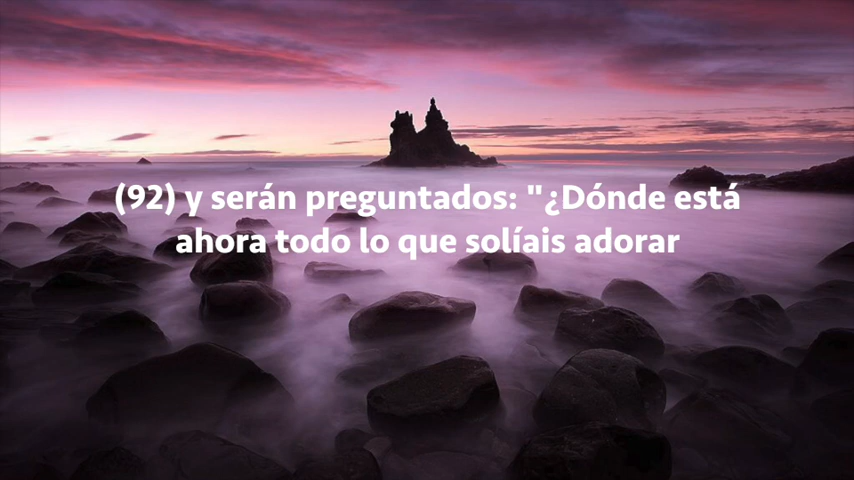 (92) y serán preguntados: "¿Dónde está
ahora todo lo que solíais adorar